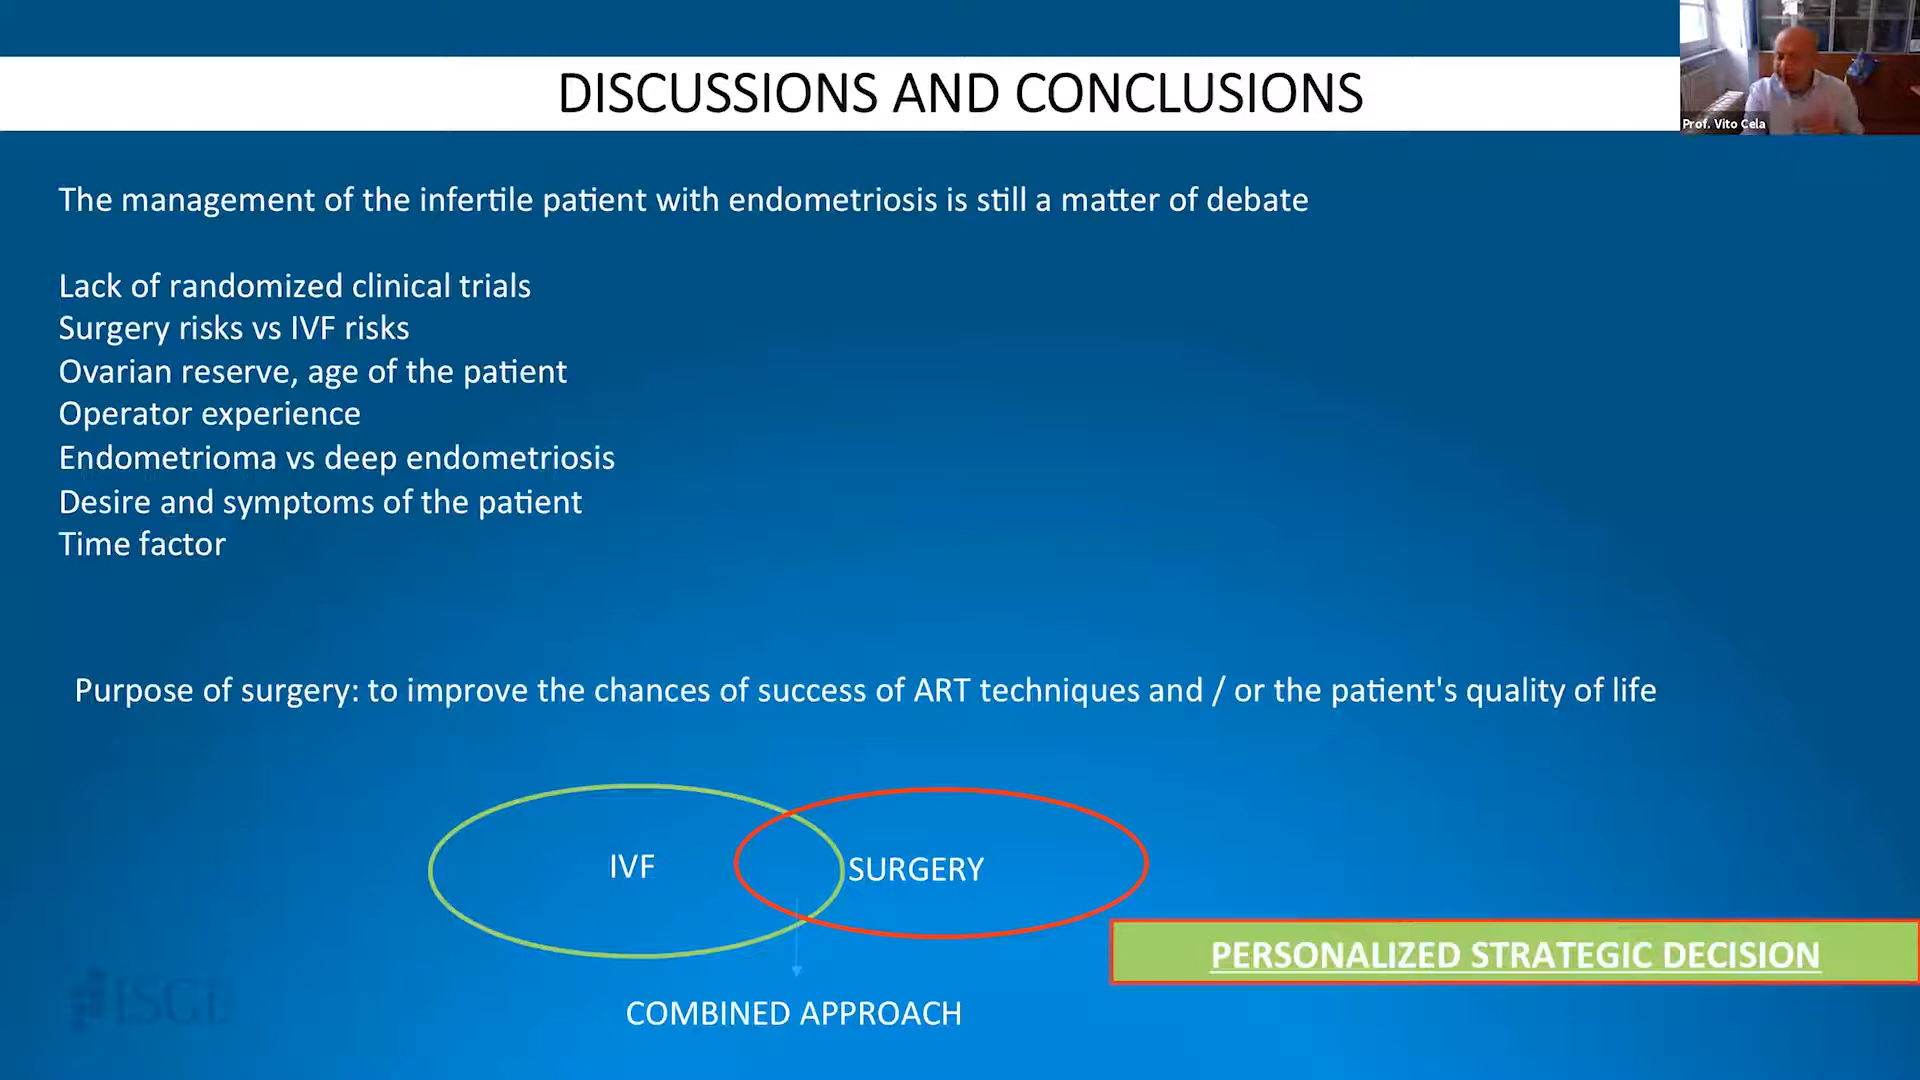 DISCUSSIONS AND CONCLUSIONS
Prof. Vito Cela
The management of the infertile patient with endometriosis is still a matter of debate
Lack of randomized clinical trials
Surgery risks vs IVF risks
Ovarian reserve, age of the patient
Operator experience
Endometrioma vs deep endometriosis
Desire and symptoms of the patient
Time factor
Purpose of surgery: to improve the chances of success of ART techniques and / or the patient's quality of life
IVF
SURGERY
PERSONALIZED STRATEGIC DECISION
COMBINED APPROACH